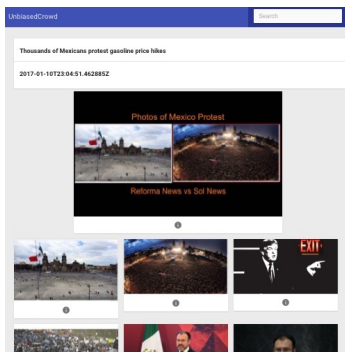 UnbiasedCrowd
Search
Thousands of Mexicans protest gasoline price hikes
2017-01-10T23:04:51.462885Z
Photos of Mexico Protest
Reforma News vs Sol News
EXIT